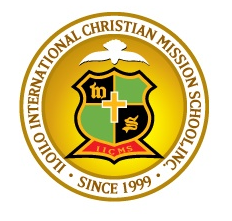 ILOILO INTERNATIONAL CHRISTIAN MISSION SCHOOL, INC.
W
S
IICMS
• SINCE 1999 •